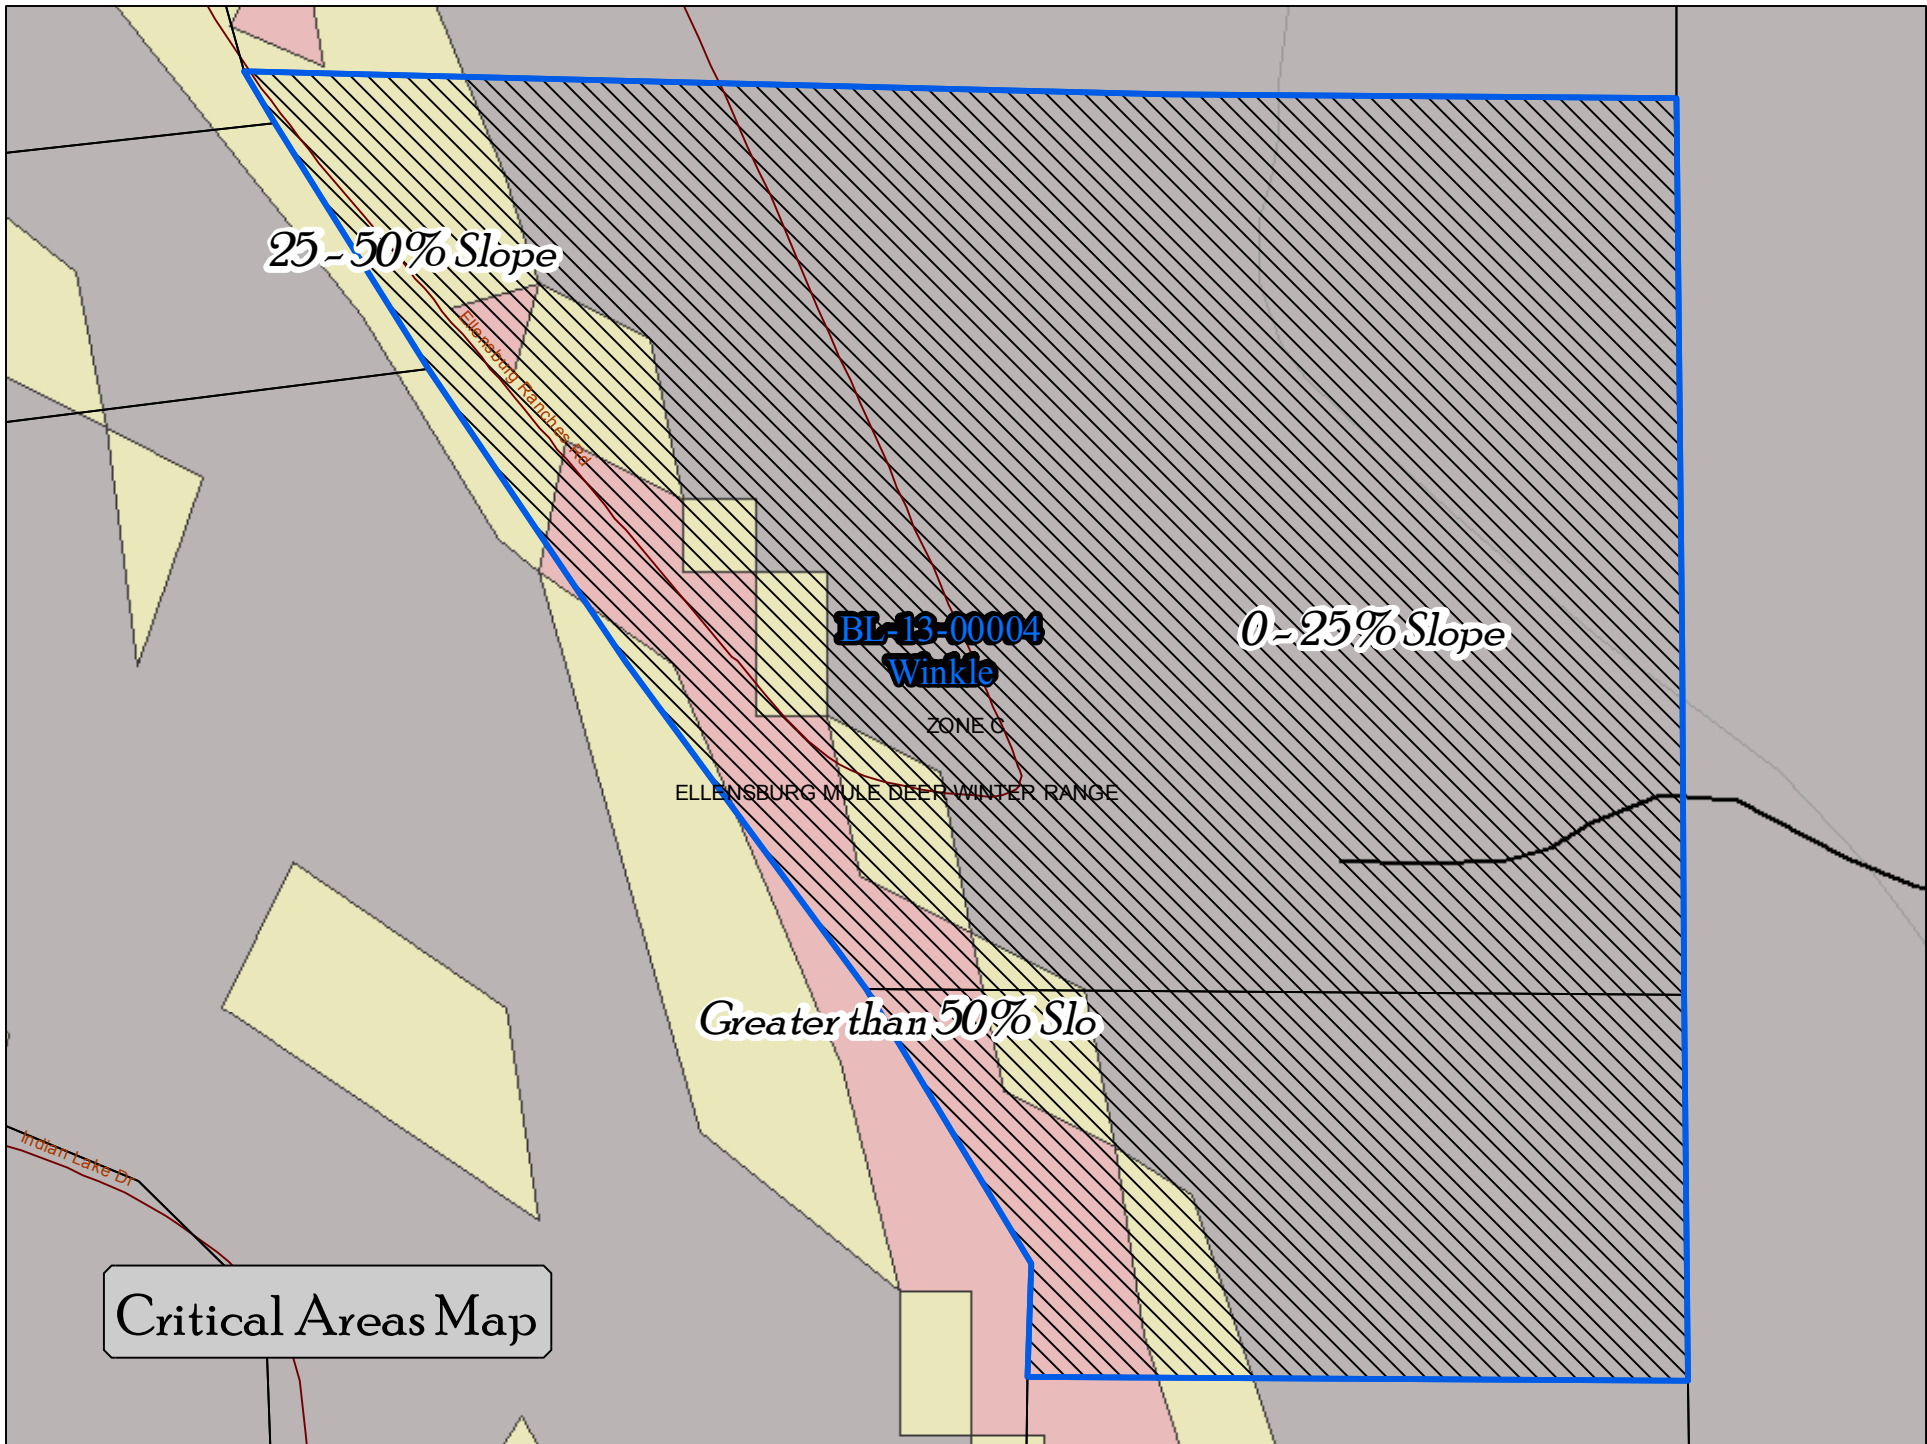 25 - 50% Slope
Ellensburg Ranches Rd
BL-13-00004
Winkle
0 - 25% Slope
ZONE C
ELLENSBURG MULE DEER WINTER RANGE
Greater than 50% Slo
Indian Lake Dr
Critical Areas Map